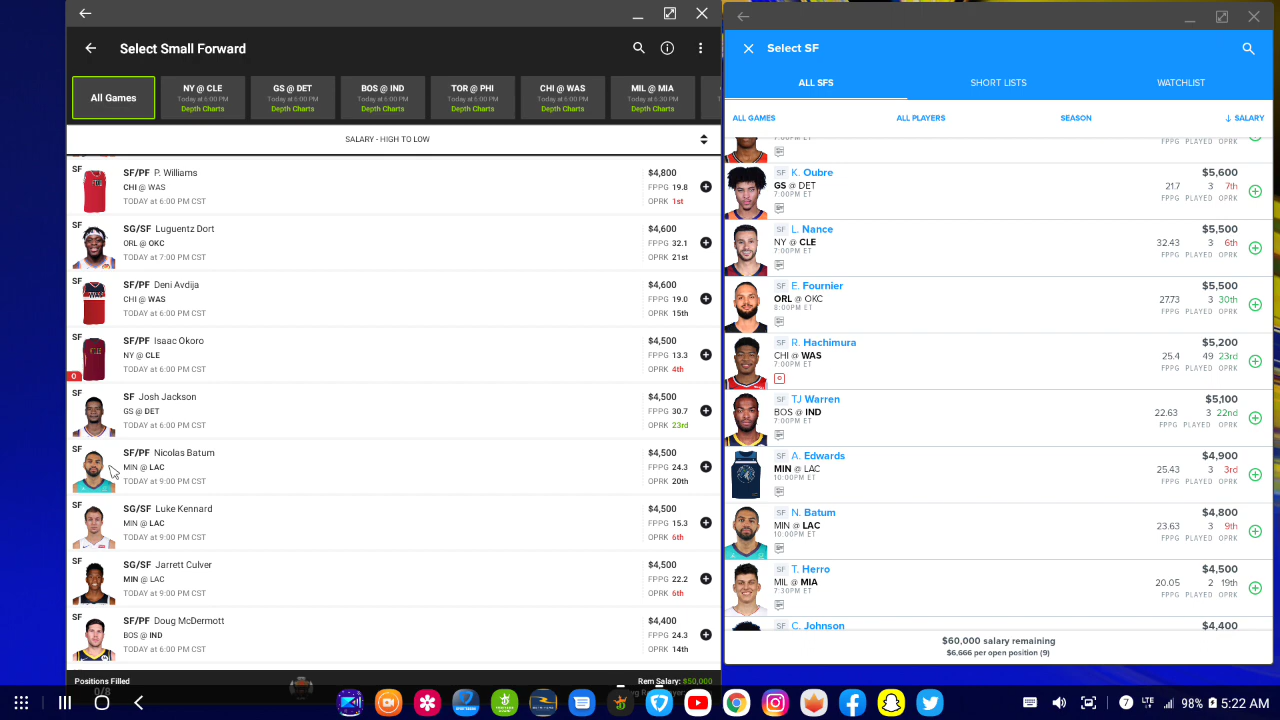 Select Small Forward
All Games
NY @ CLE
Today at 6:00 PM
Depth Charts
GS @ DET
Today at 6:00 PM
Depth Charts
BOS @ IND
Today at 6:00 PM
Depth Charts
TOR @ PHI
Today at 6:00 PM
Depth Charts
CHI @ WAS
Today at 6:00 PM
Depth Charts
MIL @ MIA
Today at 6:30 PM
Depth Charts
SALARY - HIGH TO LOW
SF SF/PF P. Williams $4,800
CHI @ WAS FPPG 19.8
TODAY at 6:00 PM CST OPRK 1st
SF SG/SF Luguentz Dort $4,600
ORL @ OKC FPPG 32.1
TODAY at 7:00 PM CST OPRK 21st
SF SF/PF Deni Avdija $4,600
CHI @ WAS FPPG 19.0
TODAY at 6:00 PM CST OPRK 15th
SF SF/PF Isaac Okoro $4,500
NY @ CLE FPPG 13.3
O TODAY at 6:00 PM CST OPRK 4th
SF SF Josh Jackson $4,500
GS @ DET FPPG 30.7
TODAY at 6:00 PM CST OPRK 23rd
SF SF/PF Nicolas Batum $4,500
MIN @ LAC FPPG 24.3
TODAY at 9:00 PM CST OPRK 20th
SF SG/SF Luke Kennard $4,500
MIN @ LAC FPPG 15.3
TODAY at 9:00 PM CST OPRK 6th
SF SG/SF Jarrett Culver $4,500
MIN @ LAC FPPG 22.2
TODAY at 9:00 PM CST OPRK 6th
SF SF/PF Doug McDermott $4,400
BOS @ IND FPPG 24.3
TODAY at 6:00 PM CST OPRK 14th
Positions Filled Rem Salary: $50,000
0/8
Select SF
ALL SFS SHORT LISTS WATCHLIST
ALL GAMES ALL PLAYERS SEASON SALARY
7:00PM ET
FPPG PLAYED OPRK
SF K. Oubre $5,600
GS @ DET 21.7 3 7th
7:00PM ET FPPG PLAYED OPRK
SF L. Nance $5,500
NY @ CLE 32.43 3 6th
7:00PM ET FPPG PLAYED OPRK
SF E. Fournier $5,500
ORL @ OKC 27.73 3 30th
8:00PM ET FPPG PLAYED OPRK
SF R. Hachimura $5,200
CHI @ WAS 25.4 49 23rd
O FPPG PLAYED OPRK
SF TJ Warren $5,100
BOS @ IND 22.63 3 22nd
7:00PM ET FPPG PLAYED OPRK
SF A. Edwards $4,900
MIN @ LAC 25.43 3 3rd
10:00PM ET FPPG PLAYED OPRK
SF N. Batum $4,800
MIN @ LAC 23.63 3 9th
10:00PM ET FPPG PLAYED OPRK
SF T. Herro $4,500
MIL @ MIA 20.05 2 19th
7:30PM ET FPPG PLAYED OPRK
C. Johnson $4,400
$60,000 salary remaining
$6,666 per open position (9)
7 LTE 98% 5:22 AM